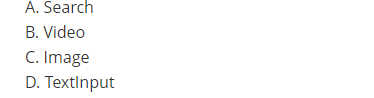 A. Search
B. Video
C. Image
D. TextInput